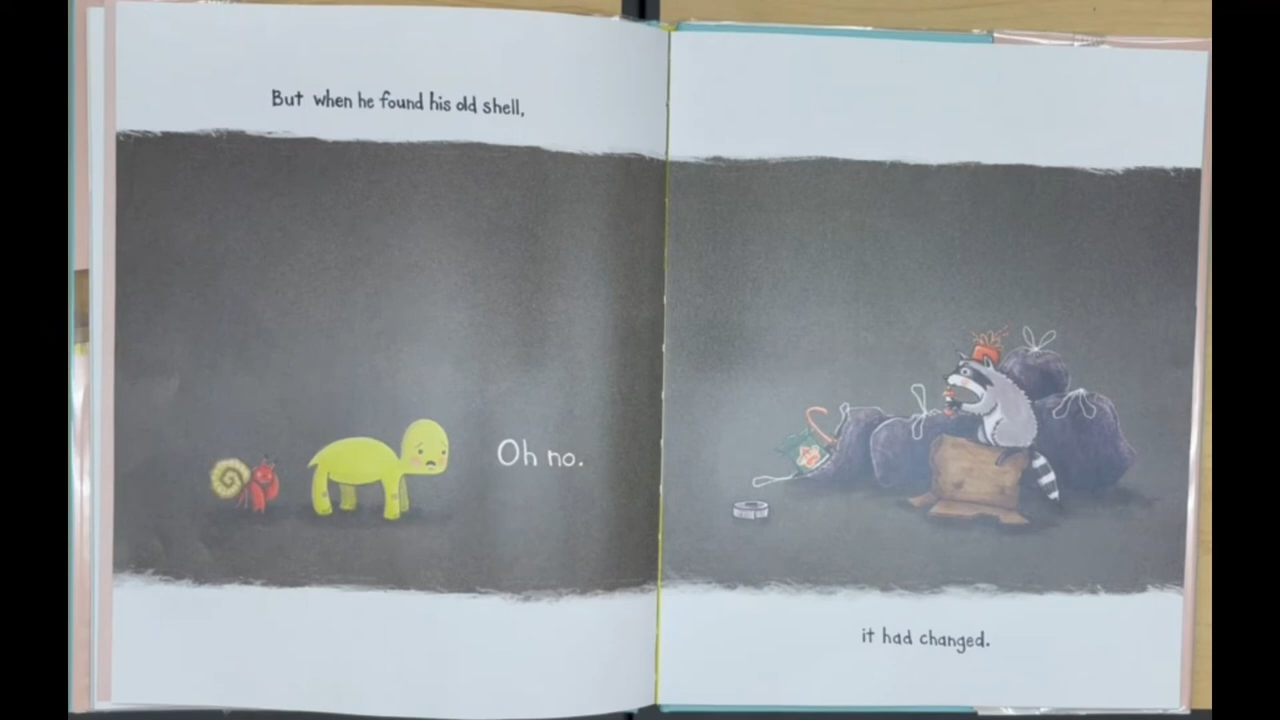 But when he found his old shell,
Oh no.
it had changed.